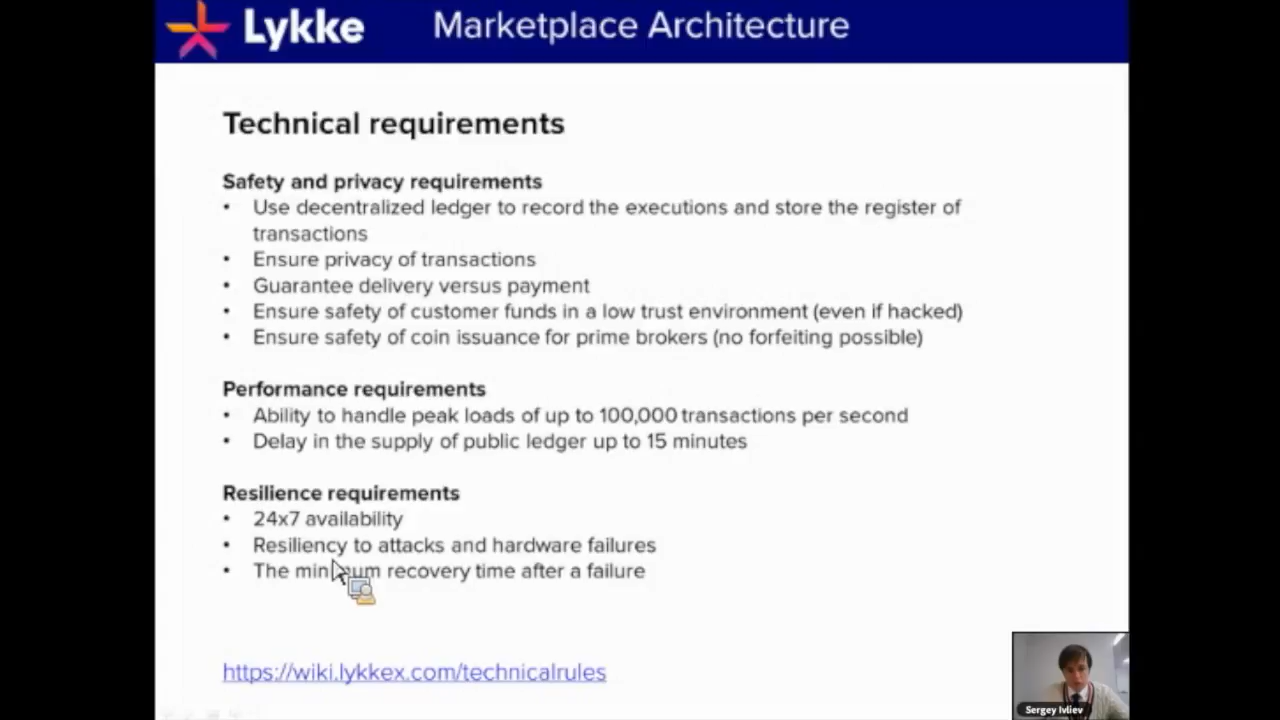 Lykke Marketplace Architecture
Technical requirements
Safety and privacy requirements
• Use decentralized ledger to record the executions and store the register of
transactions
• Ensure privacy of transactions
• Guarantee delivery versus payment
• Ensure safety of customer funds in a low trust environment (even if hacked)
• Ensure safety of coin issuance for prime brokers (no forfeiting possible)
Performance requirements
• Ability to handle peak loads of up to 100,000 transactions per second
• Delay in the supply of public ledger up to 15 minutes
Resilience requirements
• 24x7 availability
• Resiliency to attacks and hardware failures
• The minimum recovery time after a failure
https://wiki.lykkex.com/technicalrules
Sergey Ivliev